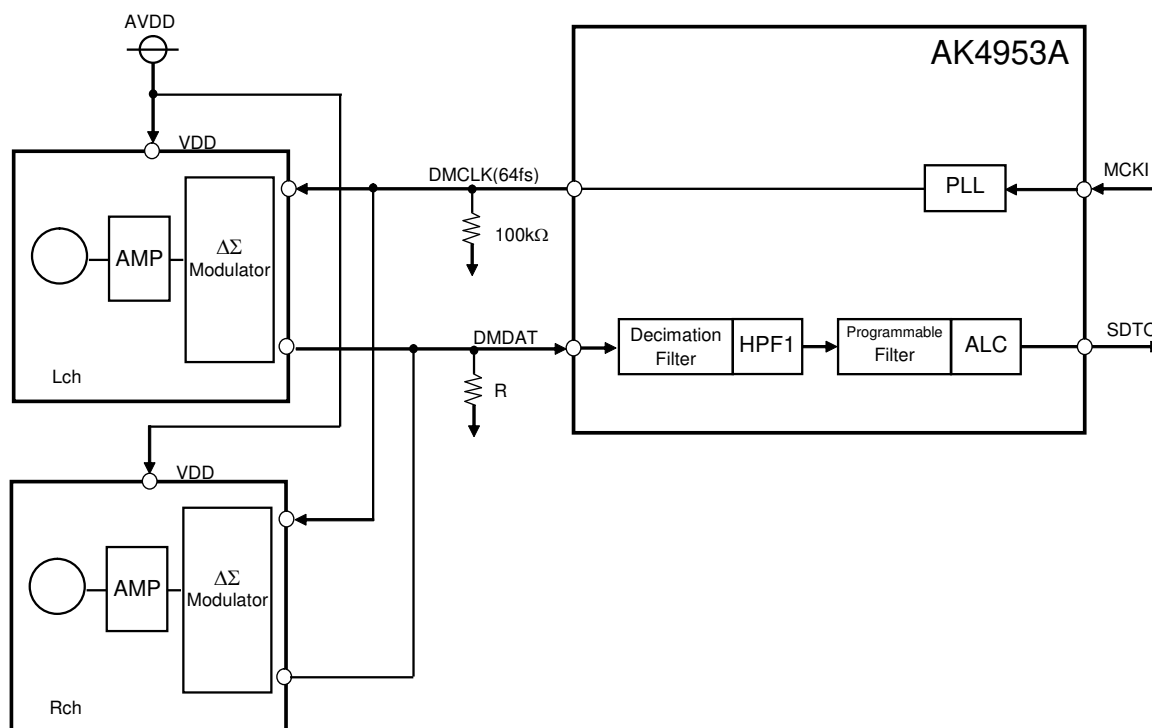 AVDD
AK4953A
VDD
DMCLK(64fs)
PLL
MCKI
100kΩ
AMP
ΔΣ
Modulator
DMDAT
Decimation
Filter
HPF1
Programmable
Filter
ALC
SDTO
Lch
R
VDD
AMP
ΔΣ
Modulator
Rch